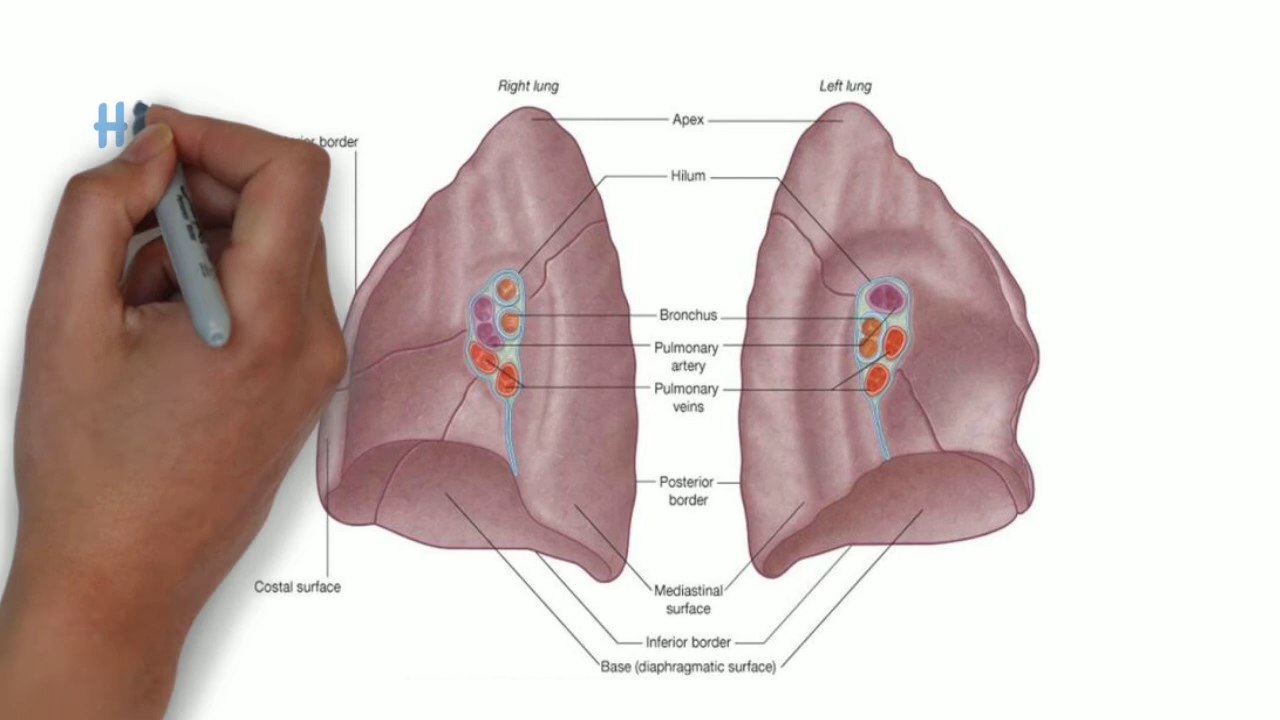 H
Right lung
Left lung
Apex
border
Hilum
Bronchus
Pulmonary
artery
Pulmonary
veins
Posterior
border
Costal surface
Mediastinal
surface
Inferior border
Base (diaphragmatic surface)